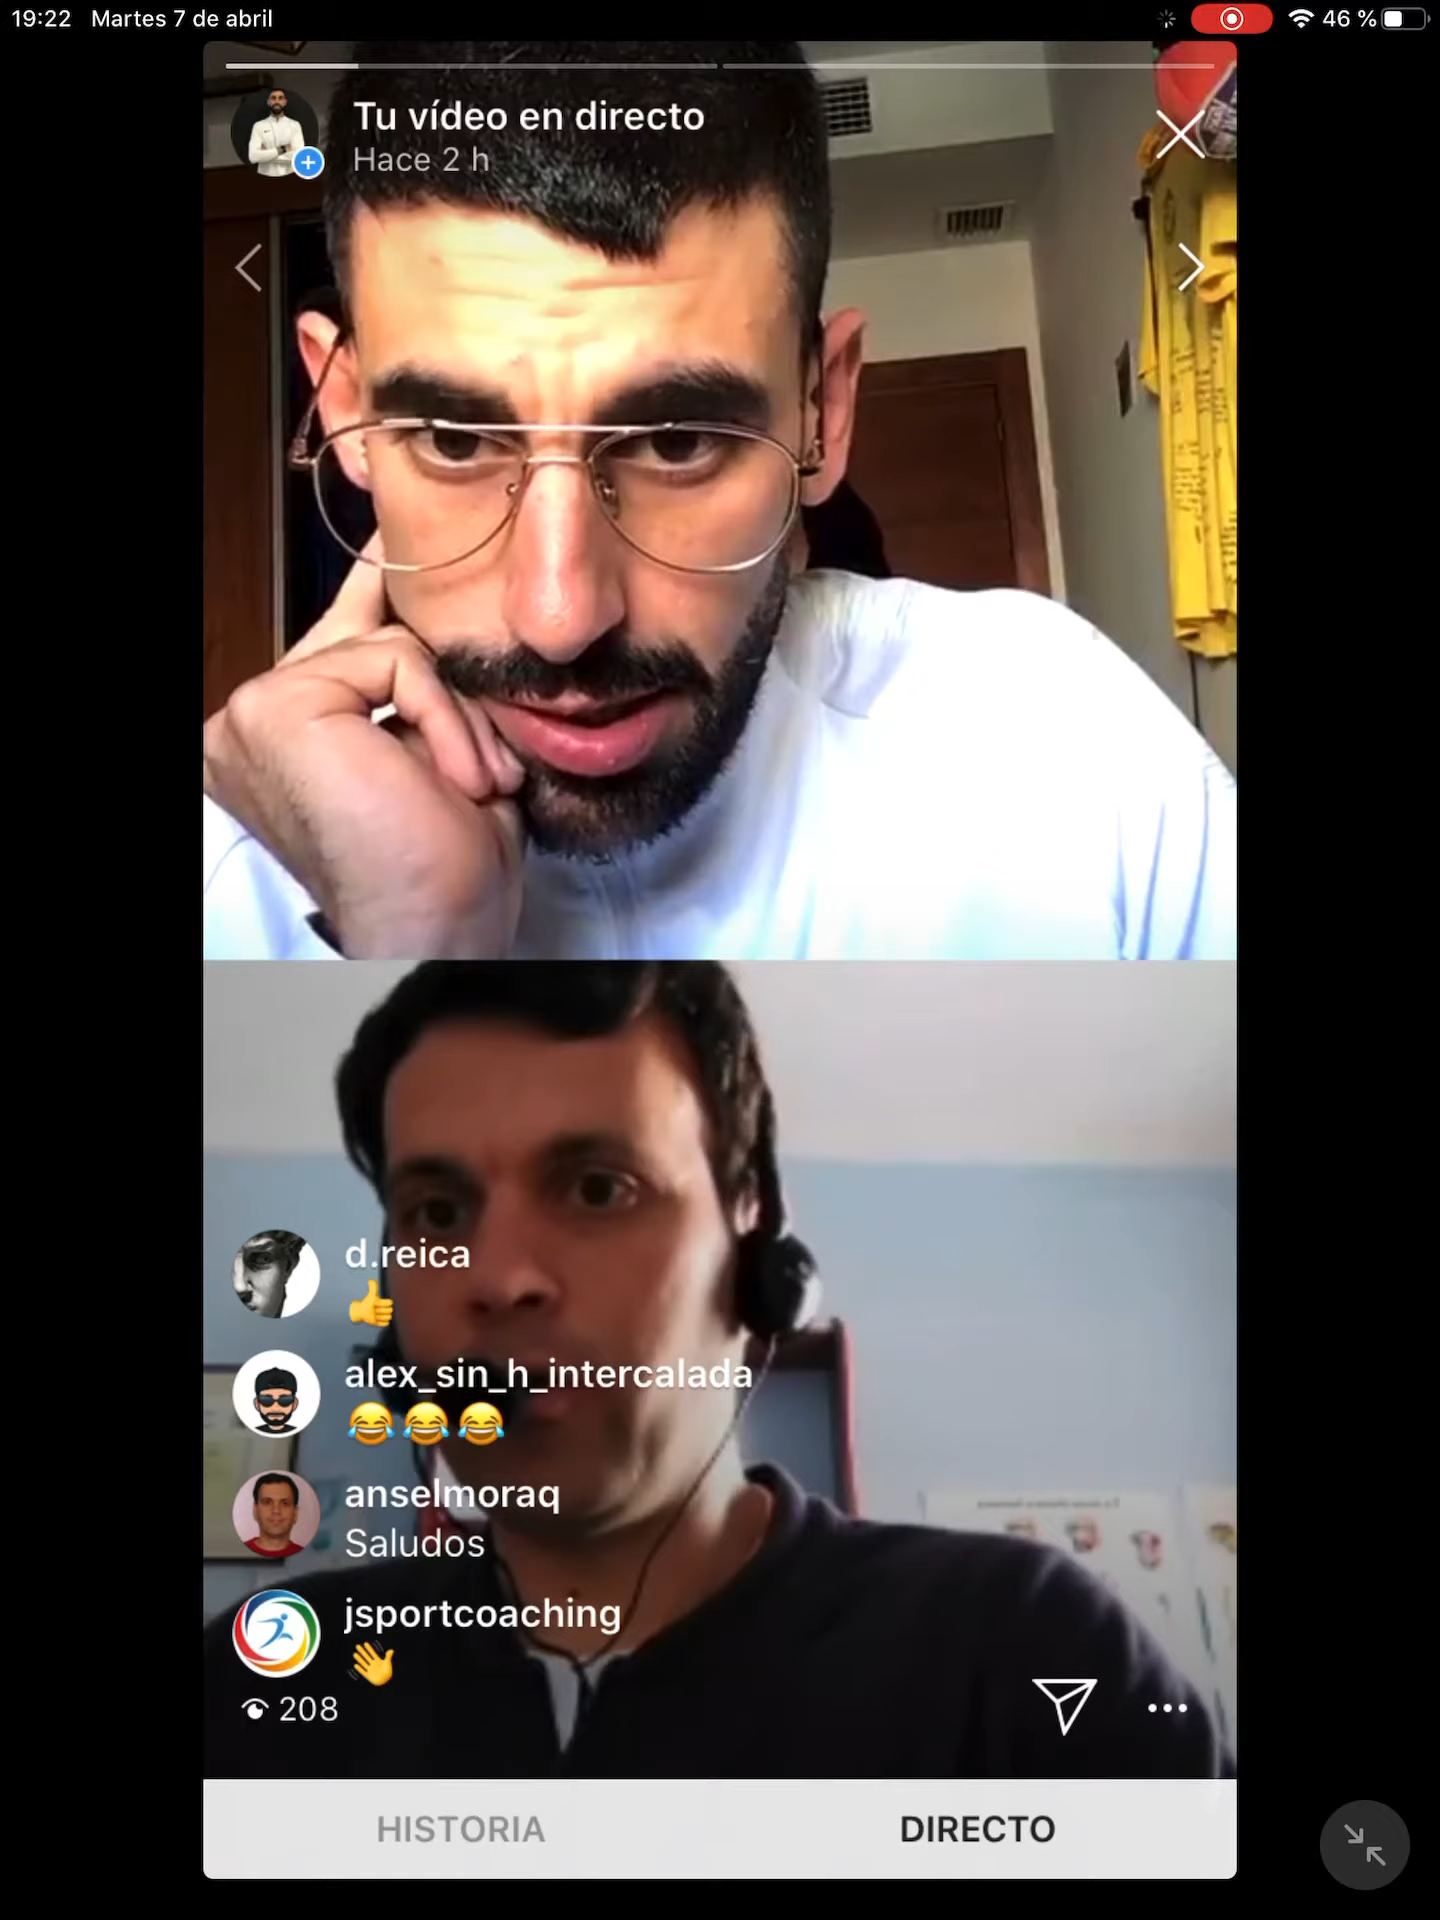 19:22 Martes 7 de abril
46 %
Tu vídeo en directo
Hace 2 h
d.reica
👍
alex_sin_h_intercalada
😂😂😂
anselmoraq
Saludos
jsportcoaching
👋
208
HISTORIA
DIRECTO